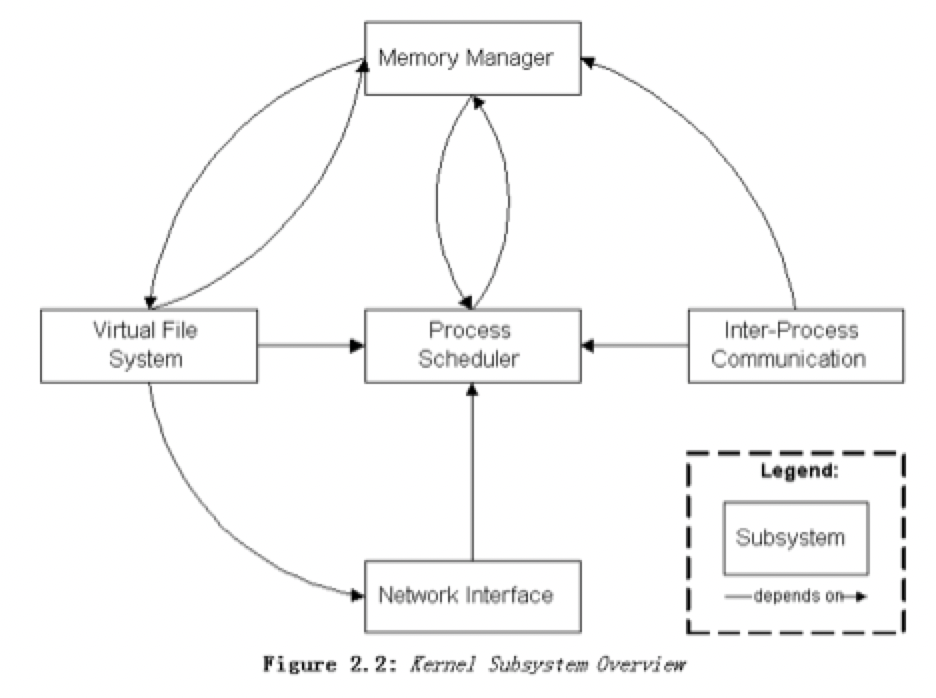 Memory Manager
Virtual File
System
Process
Scheduler
Inter-Process
Communication
Network Interface
Legend:
Subsystem
depends on
Figure 2.2: Kernel Subsystem Overview